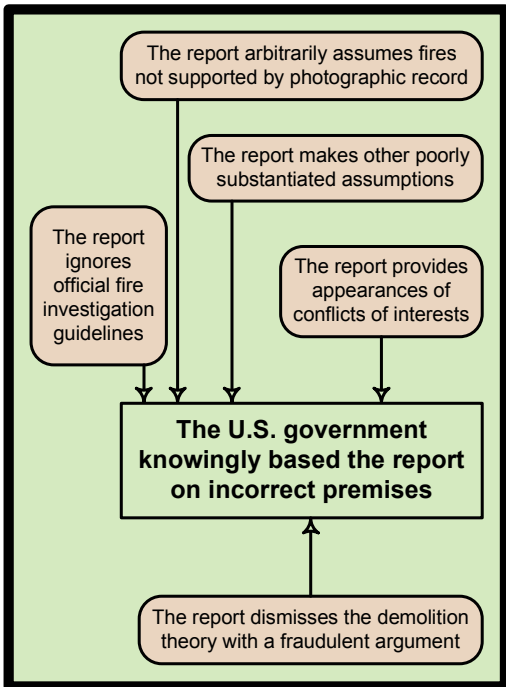 The report arbitrarily assumes fires
not supported by photographic record
The report makes other poorly
substantiated assumptions
The report
ignores
official fire
investigation
guidelines
The report provides
appearances of
conflicts of interests
The U.S. government
knowingly based the report
on incorrect premises
The report dismisses the demolition
theory with a fraudulent argument